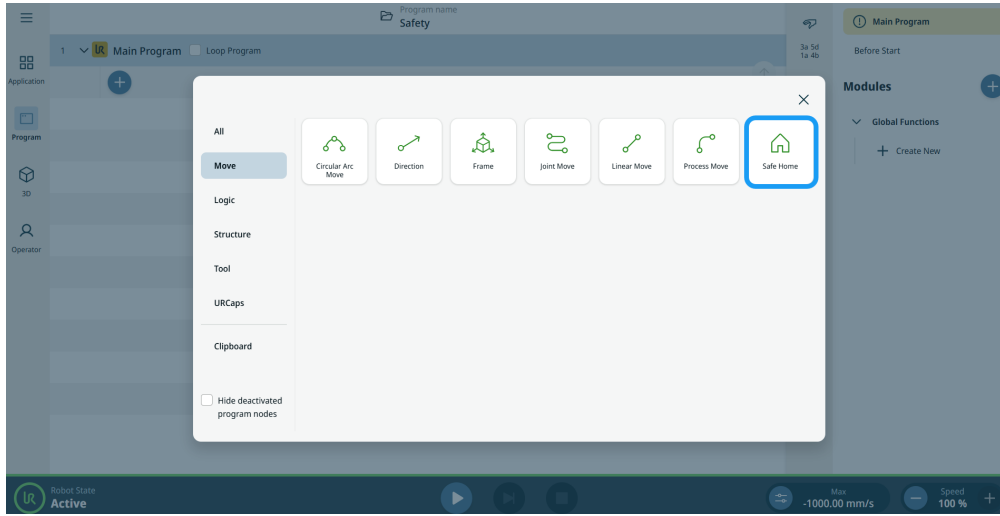 Program name
Safety
1 Main Program Loop Program
3a 5d
1a 4b
Main Program
Before Start
Modules
Global Functions
Create New
Application
Program
3D
Operator
All
Move
Logic
Structure
Tool
URCaps
Clipboard
Hide deactivated
program nodes
Circular Arc
Move
Direction
Frame
Joint Move
Linear Move
Process Move
Safe Home
UR
Robot State
Active
Max
-1000.00 mm/s
Speed
100 %